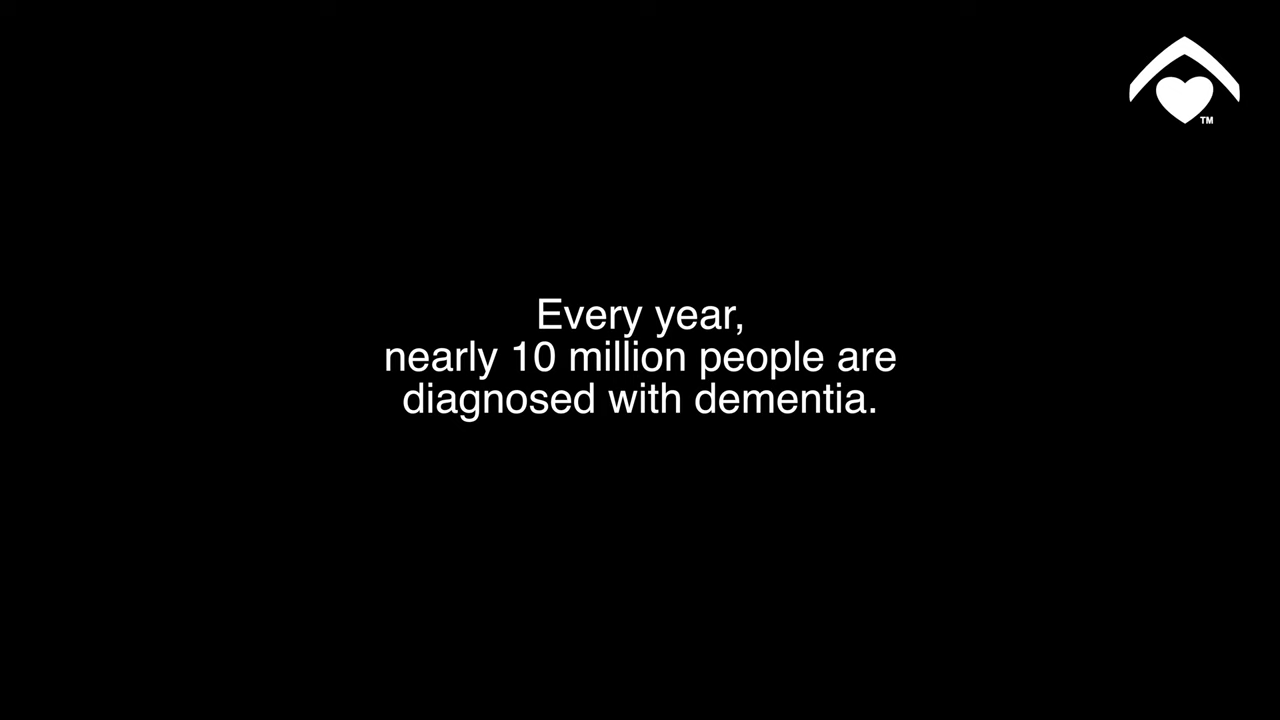 TM
Every year,
nearly 10 million people are
diagnosed with dementia.